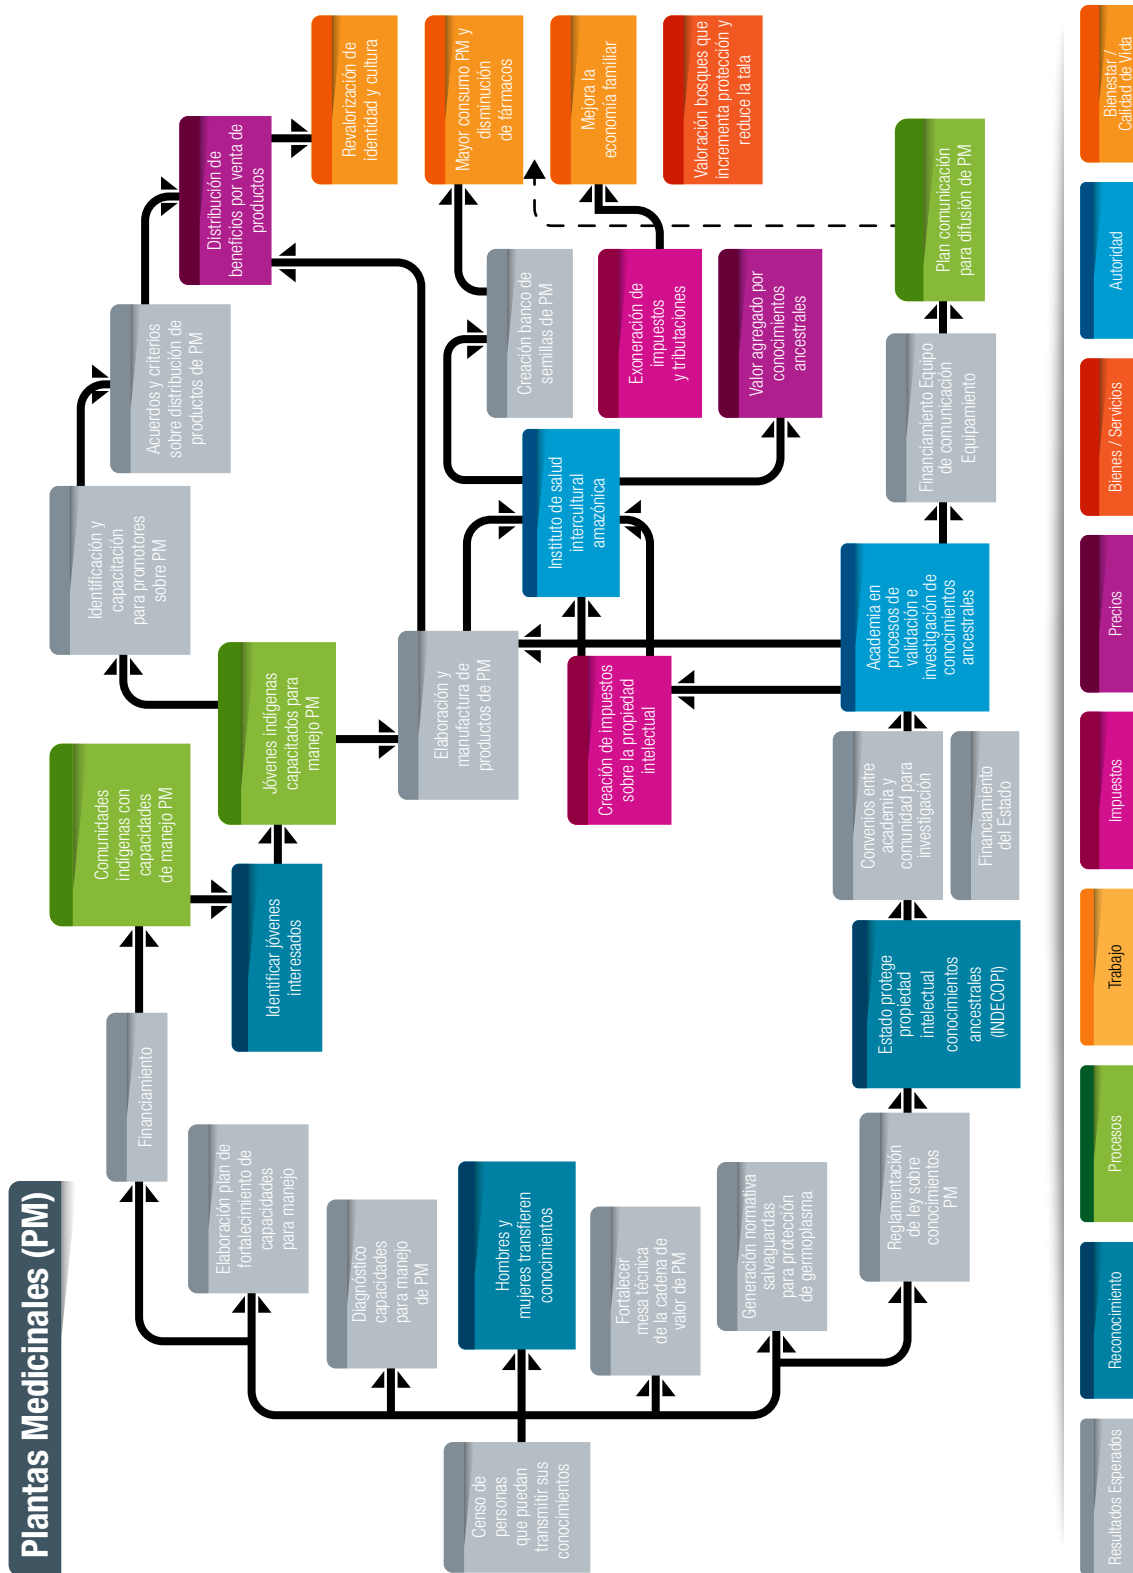 Plantas Medicinales (PM)
Censo de
personas
que puedan
transmitir sus
conocimientos
Financiamiento
Elaboración plan de
fortalecimiento de
capacidades
para manejo
Diagnóstico
capacidades
para manejo
de PM
Hombres y
mujeres transfieren
conocimientos
Fortalecer
mesa técnica
de la cadena de
valor de PM
Generación normativa
salvaguardas
para protección
de germoplasma
Reglamentación
de ley sobre
conocimientos
PM
Comunidades
indígenas con
capacidades
de manejo PM
Identificar jóvenes
interesados
Estado protege
propiedad
intelectual
conocimientos
ancestrales
(INDECOPI)
Jóvenes indígenas
capacitados para
manejo PM
Convenios entre
academia y
comunidad para
investigación
Financiamiento
del Estado
Identificación y
capacitación
para promotores
sobre PM
Elaboración y
manufactura de
productos de PM
Creación de impuestos
sobre la propiedad
intelectual
Academia en
procesos de
validación e
investigación de
conocimientos
ancestrales
Acuerdos y criterios
sobre distribución de
productos de PM
Instituto de salud
intercultural
amazónica
Financiamiento Equipo
de comunicación
Equipamiento
Distribución de
beneficios por venta de
productos
Creación banco de
semillas de PM
Exoneración de
impuestos
y tributaciones
Valor agregado por
conocimientos
ancestrales
Plan comunicación
para difusión de PM
Revalorización de
identidad y cultura
Mayor consumo PM y
disminución
de fármacos
Mejora la
economía familiar
Valoración bosques que
incrementa protección y
reduce la tala
Resultados Esperados
Reconocimiento
Procesos
Trabajo
Impuestos
Precios
Bienes / Servicios
Autoridad
Bienestar /
Calidad de Vida